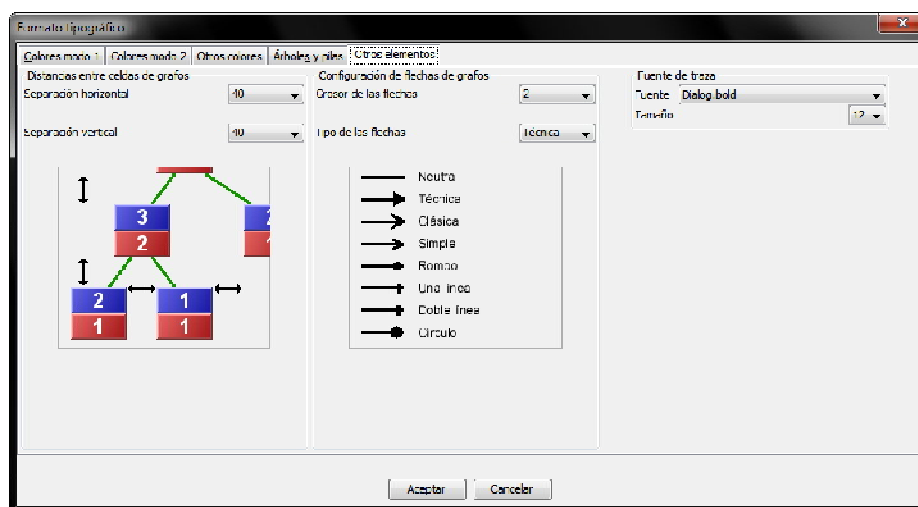 Formato tipográfico
Colores modo 1 Colores modo 2 Otros colores Árboles y pilas Otros elementos
Distancias entre celdas de grafos
Separación horizontal 40
Separación vertical 40
3
2
2
1
1
1
Configuración de flechas de grafos
Grosor de las flechas 2
Tipo de las flechas Técnica
Neutra
Técnica
Clásica
Simple
Rombo
Una línea
Doble línea
Círculo
Fuente de traza
Fuente Dialog.bold
Tamaño 12
Aceptar Cancelar